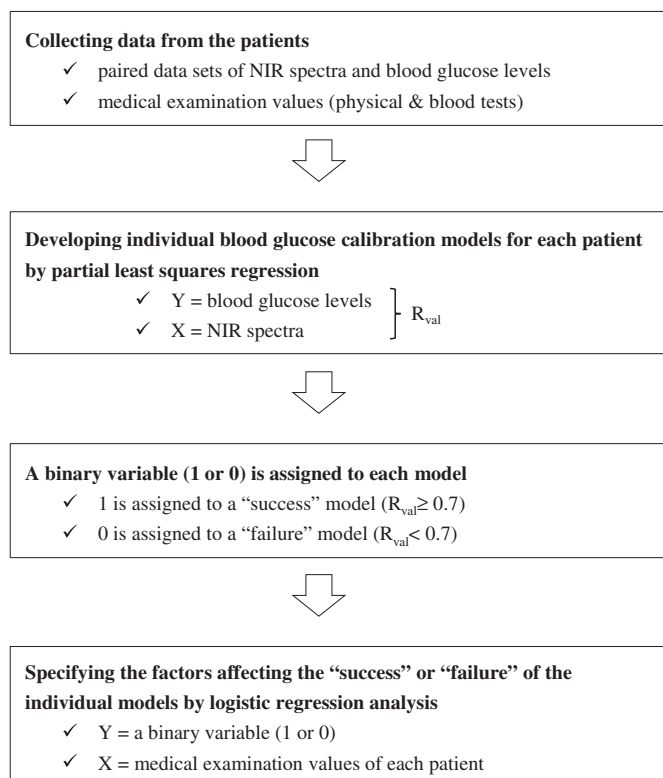 Collecting data from the patients
✓ paired data sets of NIR spectra and blood glucose levels
✓ medical examination values (physical & blood tests)
Developing individual blood glucose calibration models for each patient
by partial least squares regression
✓ Y = blood glucose levels
✓ X = NIR spectra
R_val
A binary variable (1 or 0) is assigned to each model
✓ 1 is assigned to a “success” model (R_val≥ 0.7)
✓ 0 is assigned to a “failure” model (R_val< 0.7)
Specifying the factors affecting the “success” or “failure” of the
individual models by logistic regression analysis
✓ Y = a binary variable (1 or 0)
✓ X = medical examination values of each patient